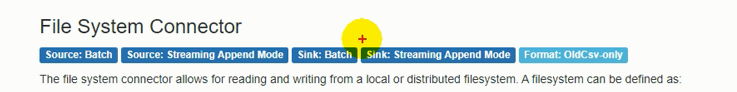 File System Connector
Source: Batch Source: Streaming Append Mode Sink: Batch Sink: Streaming Append Mode Format: OldCsv-only
The file system connector allows for reading and writing from a local or distributed filesystem. A filesystem can be defined as: